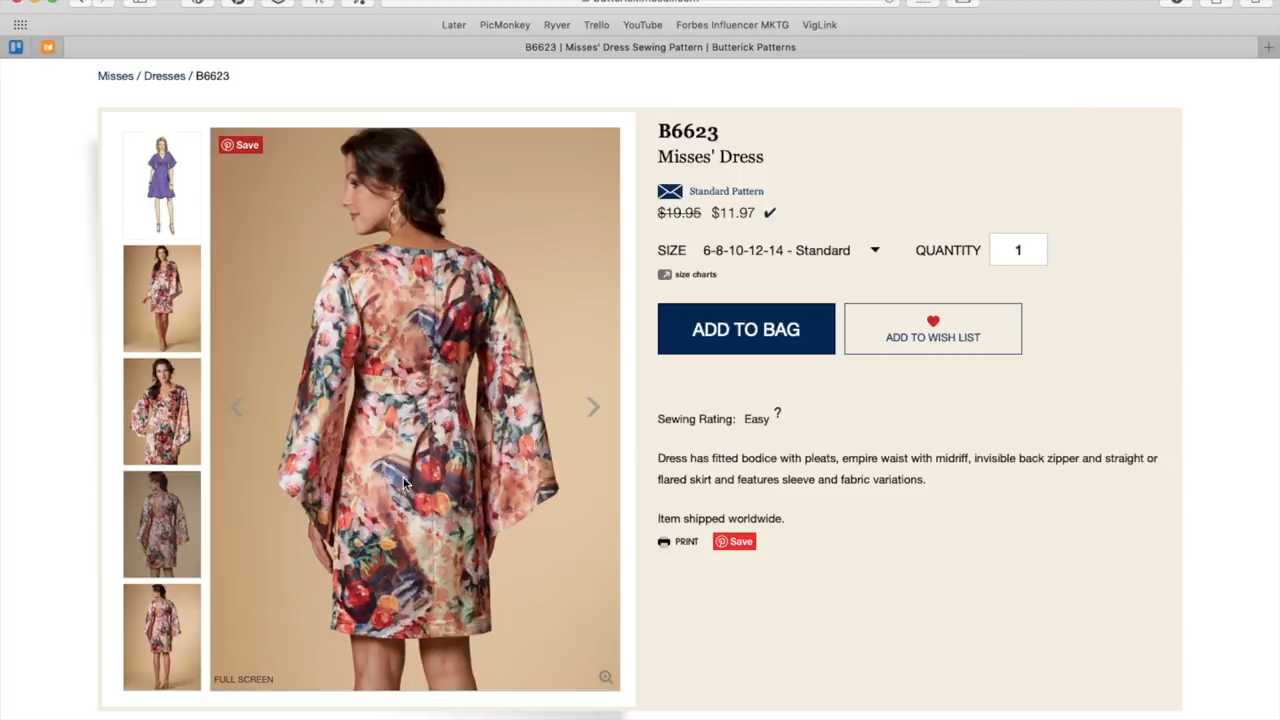 Later PicMonkey Ryver Trello YouTube Forbes Influencer MKTG VigLink
B6623 | Misses' Dress Sewing Pattern | Butterick Patterns
Misses / Dresses / B6623
Save
B6623
Misses' Dress
Standard Pattern
$19.95 $11.97 ✔
SIZE 6-8-10-12-14 - Standard QUANTITY 1
size charts
ADD TO BAG
ADD TO WISH LIST
Sewing Rating: Easy ?
Dress has fitted bodice with pleats, empire waist with midriff, invisible back zipper and straight or
flared skirt and features sleeve and fabric variations.
Item shipped worldwide.
PRINT Save
FULL SCREEN